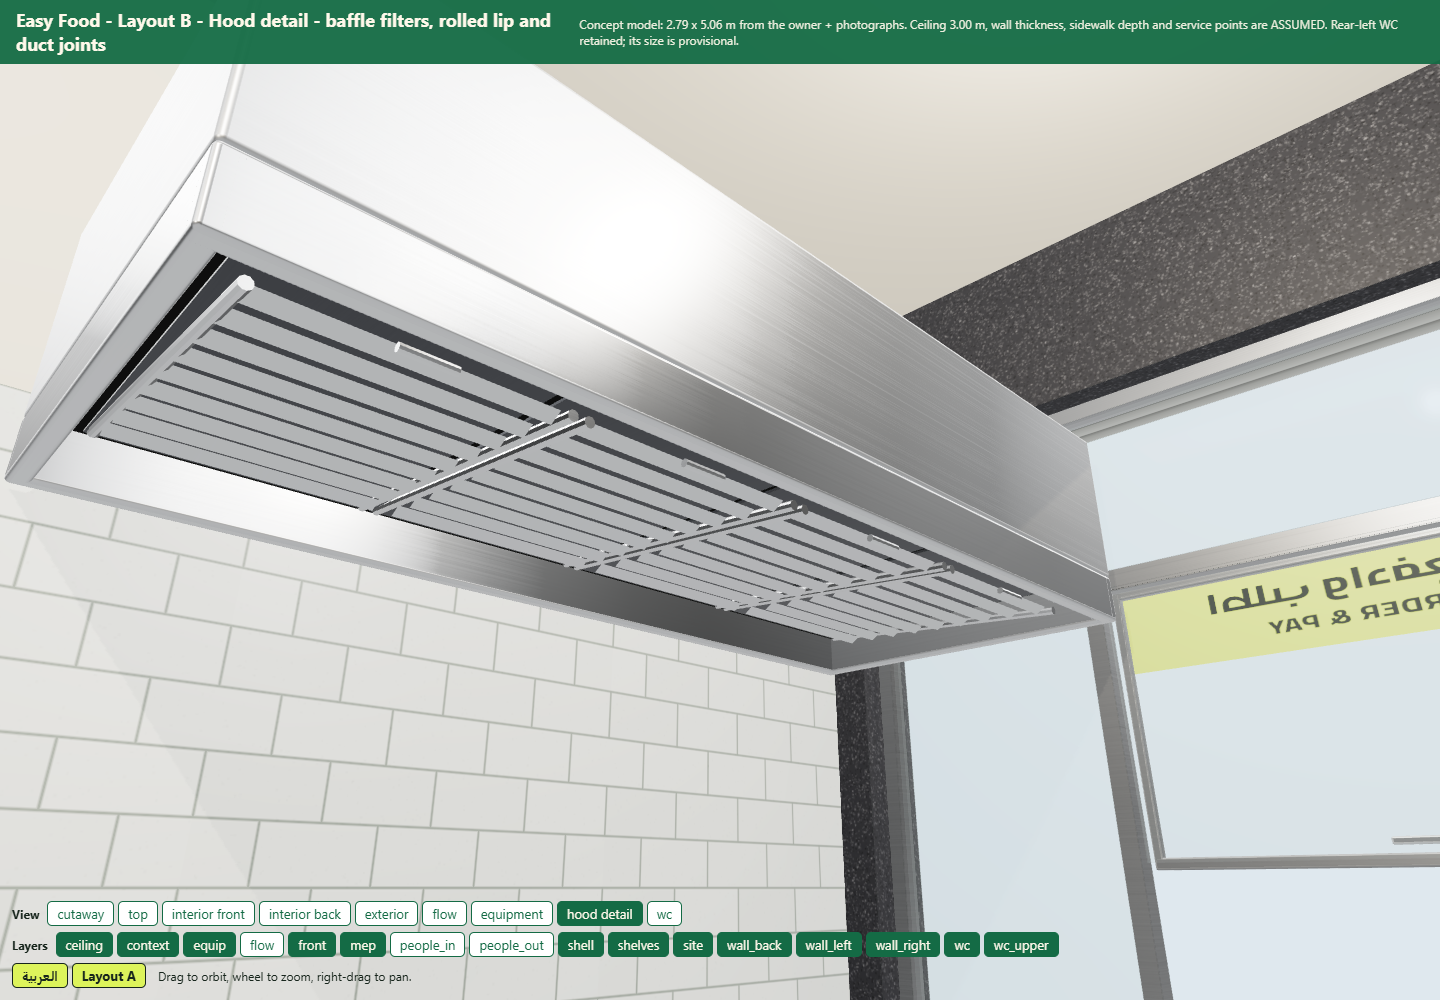 Easy Food - Layout B - Hood detail - baffle filters, rolled lip and
duct joints
Concept model: 2.79 x 5.06 m from the owner + photographs. Ceiling 3.00 m, wall thickness, sidewalk depth and service points are ASSUMED. Rear-left WC
retained; its size is provisional.
& PAY
View cutaway top interior front interior back exterior flow equipment hood detail wc
Layers ceiling context equip flow front mep people_in people_out shell shelves site wall_back wall_left wall_right wc wc_upper
العربية Layout A Drag to orbit, wheel to zoom, right-drag to pan.